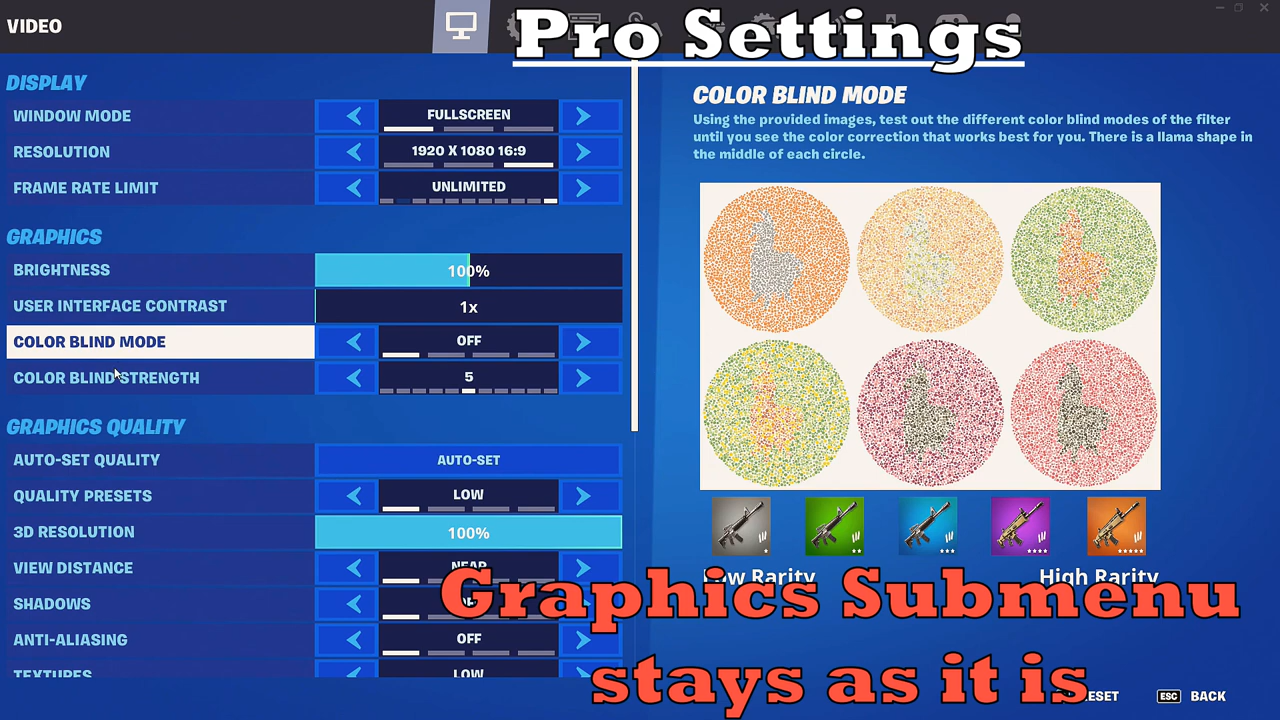 VIDEO
Pro Settings
DISPLAY
WINDOW MODE
FULLSCREEN
RESOLUTION
1920 X 1080 16:9
FRAME RATE LIMIT
UNLIMITED
GRAPHICS
BRIGHTNESS
100%
USER INTERFACE CONTRAST
1x
COLOR BLIND MODE
OFF
COLOR BLIND STRENGTH
5
GRAPHICS QUALITY
AUTO-SET QUALITY
AUTO-SET
QUALITY PRESETS
LOW
3D RESOLUTION
100%
VIEW DISTANCE
NEAR
SHADOWS
ANTI-ALIASING
OFF
TEXTURES
LOW
COLOR BLIND MODE
Using the provided images, test out the different color blind modes of the filter
until you see the color correction that works best for you. There is a llama shape in
the middle of each circle.
Low Rarity
High Rarity
Graphics Submenu
stays as it is
RESET
ESC BACK